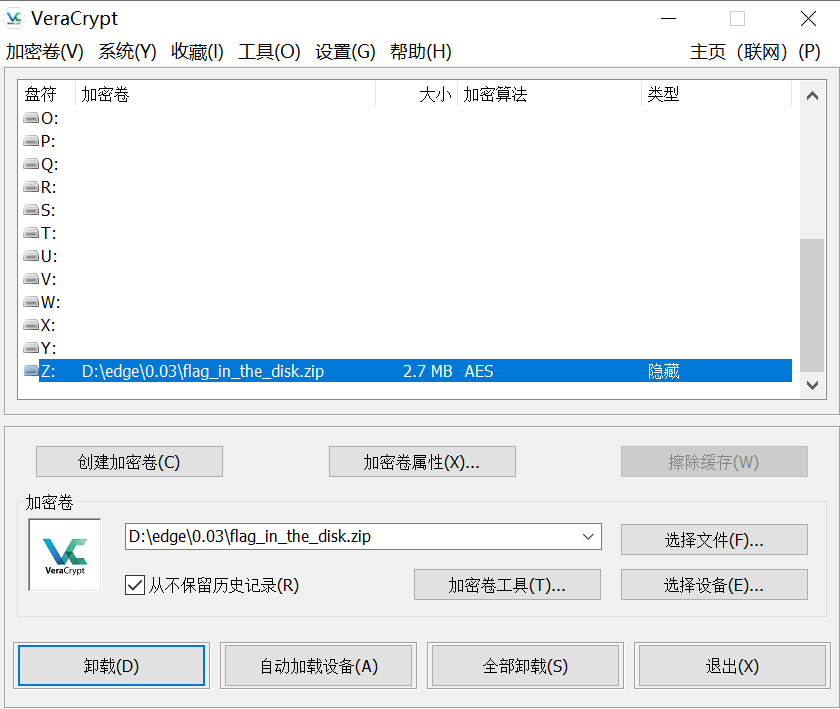 VeraCrypt
加密卷(V) 系统(Y) 收藏(I) 工具(O) 设置(G) 帮助(H) 主页（联网）(P)
盘符 加密卷 大小 加密算法 类型
O:
P:
Q:
R:
S:
T:
U:
V:
W:
X:
Y:
Z: D:\edge\0.03\flag_in_the_disk.zip 2.7 MB AES 隐藏
创建加密卷(C) 加密卷属性(X)... 擦除缓存(W)
加密卷
VeraCrypt D:\edge\0.03\flag_in_the_disk.zip 选择文件(F)...
从不保留历史记录(R) 加密卷工具(T)... 选择设备(E)...
卸载(D) 自动加载设备(A) 全部卸载(S) 退出(X)